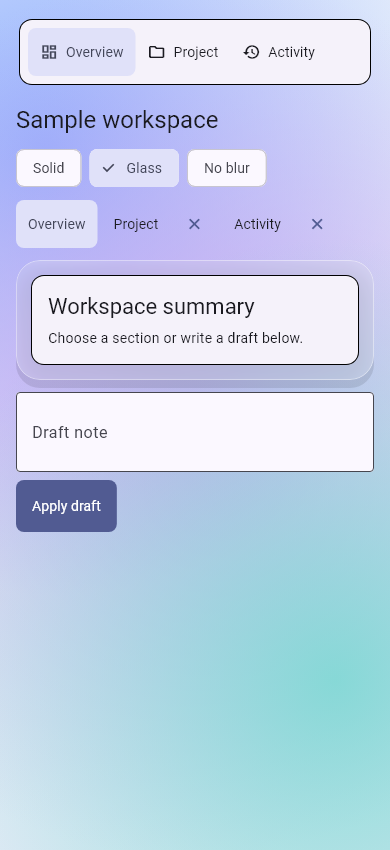 Overview Project Activity
Sample workspace
Solid Glass No blur
Overview Project Activity
Workspace summary
Choose a section or write a draft below.
Draft note
Apply draft